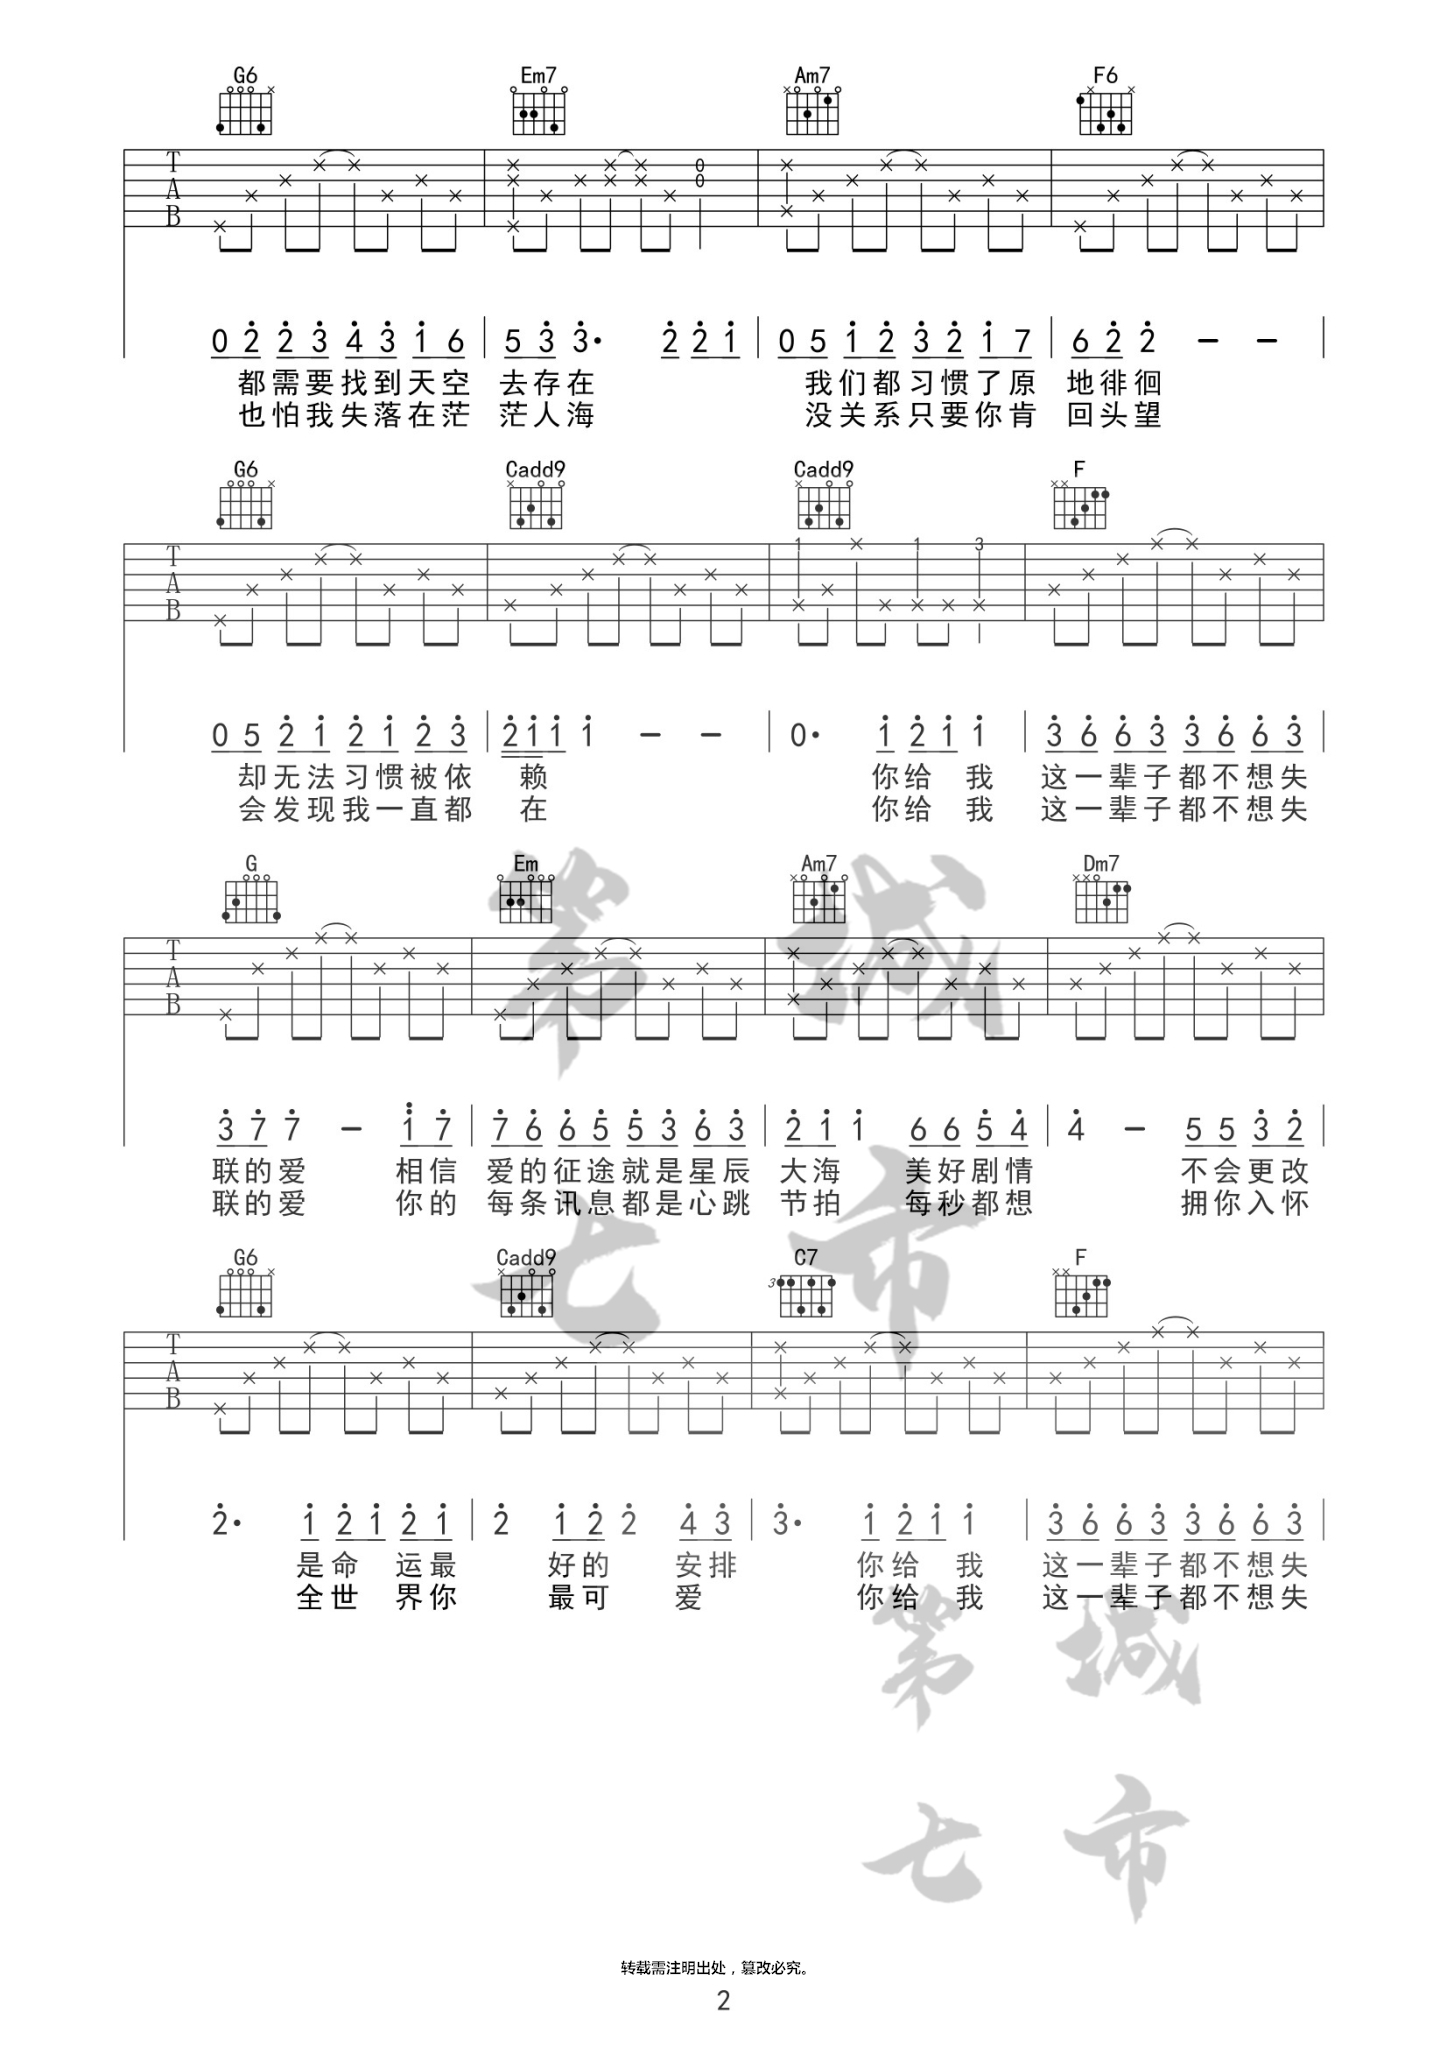 G6 Em7 Am7 F6
T A B
0 0
0 2 2 3 4 3 1 6 5 3 3· 2 2 1 0 5 1 2 3 2 1 7 6 2 2 - -
都需要找到天空 去存在 我们都习惯了原 地徘徊
也怕我失落在茫 茫人海 没关系只要你肯 回头望
G6 Cadd9 Cadd9 F
T A B
1 1 3
0 5 2 1 2 1 2 3 2 1 1 1 - - 0· 1 2 1 1 3 6 6 3 3 6 6 3
却无法习惯被依 赖 你给 我 这一辈子都不想失
会发现我一直都 在 你给 我 这一辈子都不想失
G Em Am7 Dm7
T A B
3 7 7 - 1 7 7 6 6 5 5 3 6 3 2 1 1 6 6 5 4 4 - 5 5 3 2
联的爱 相信 爱的征途就是星辰 大海 美好剧情 不会更改
联的爱 你的 每条讯息都是心跳 节拍 每秒都想 拥你入怀
G6 Cadd9 C7 F
3
T A B
2· 1 2 1 2 1 2 1 2 2 4 3 3· 1 2 1 1 3 6 6 3 3 6 6 3
是命 运最 好的 安排 你给 我 这一辈子都不想失
全世 界你 最可 爱 你给 我 这一辈子都不想失
第 城
七 市
第 城
七 市
转载需注明出处，篡改必究。
2